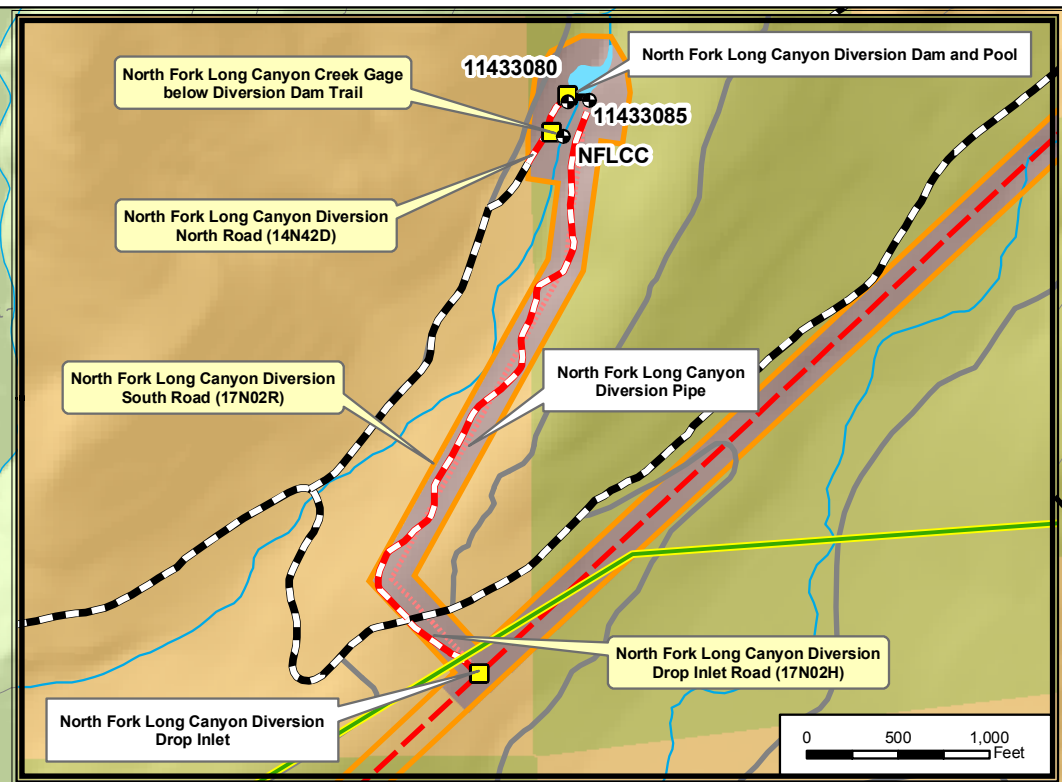 North Fork Long Canyon Diversion Dam and Pool
11433080
North Fork Long Canyon Creek Gage
below Diversion Dam Trail
11433085
NFLCC
North Fork Long Canyon Diversion
North Road (14N42D)
North Fork Long Canyon Diversion
South Road (17N02R)
North Fork Long Canyon
Diversion Pipe
North Fork Long Canyon Diversion
Drop Inlet Road (17N02H)
North Fork Long Canyon Diversion
Drop Inlet
0 500 1,000
Feet